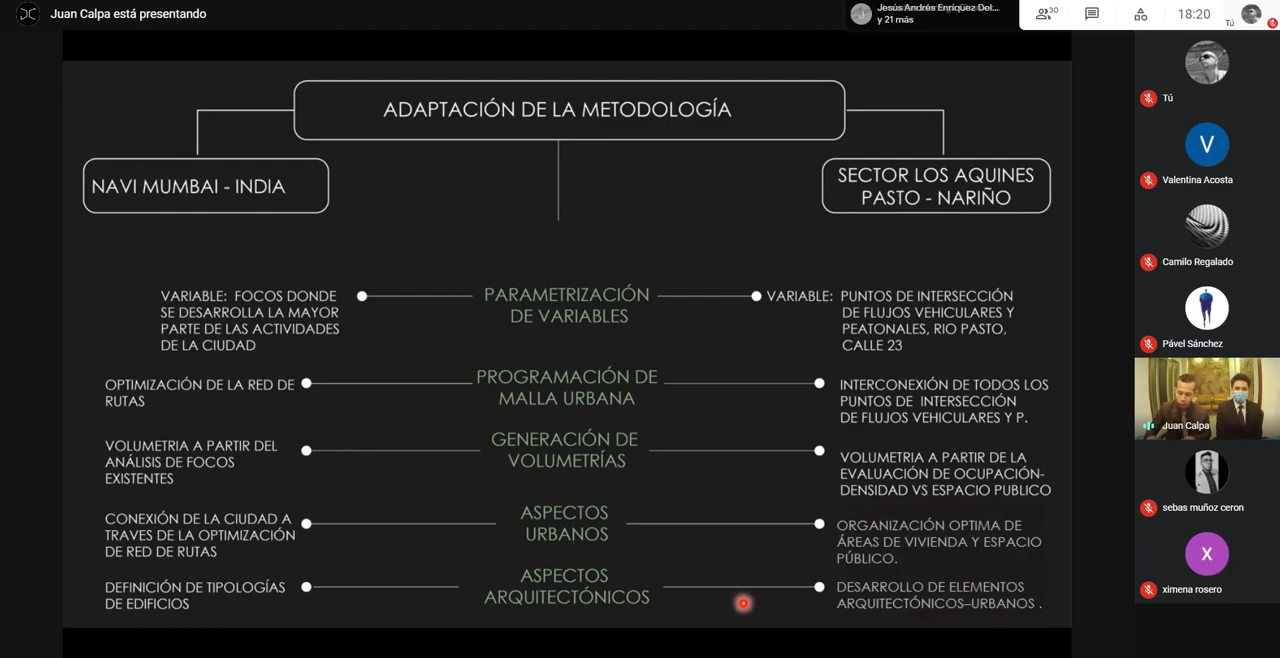 Juan Calpa está presentando
Jesús Andrés Enríquez Del...
y 21 más
30
18:20
Tú
ADAPTACIÓN DE LA METODOLOGÍA
NAVI MUMBAI - INDIA
SECTOR LOS AQUINES
PASTO - NARIÑO
VARIABLE: FOCOS DONDE
SE DESARROLLA LA MAYOR
PARTE DE LAS ACTIVIDADES
DE LA CIUDAD
PARAMETRIZACIÓN
DE VARIABLES
VARIABLE: PUNTOS DE INTERSECCIÓN
DE FLUJOS VEHICULARES Y
PEATONALES, RIO PASTO,
CALLE 23
OPTIMIZACIÓN DE LA RED DE
RUTAS
PROGRAMACIÓN DE
MALLA URBANA
INTERCONEXIÓN DE TODOS LOS
PUNTOS DE INTERSECCIÓN
DE FLUJOS VEHICULARES Y P.
VOLUMETRIA A PARTIR DEL
ANÁLISIS DE FOCOS
EXISTENTES
GENERACIÓN DE
VOLUMETRÍAS
VOLUMETRIA A PARTIR DE LA
EVALUACIÓN DE OCUPACIÓN-
DENSIDAD VS ESPACIO PUBLICO
CONEXIÓN DE LA CIUDAD A
TRAVES DE LA OPTIMIZACIÓN
DE RED DE RUTAS
ASPECTOS
URBANOS
ORGANIZACIÓN OPTIMA DE
ÁREAS DE VIVIENDA Y ESPACIO
PÚBLICO.
DEFINICIÓN DE TIPOLOGÍAS
DE EDIFICIOS
ASPECTOS
ARQUITECTÓNICOS
DESARROLLO DE ELEMENTOS
ARQUITECTÓNICOS–URBANOS .
Tú
V
Valentina Acosta
Camilo Regalado
Pável Sánchez
Juan Calpa
sebas muñoz ceron
X
ximena rosero